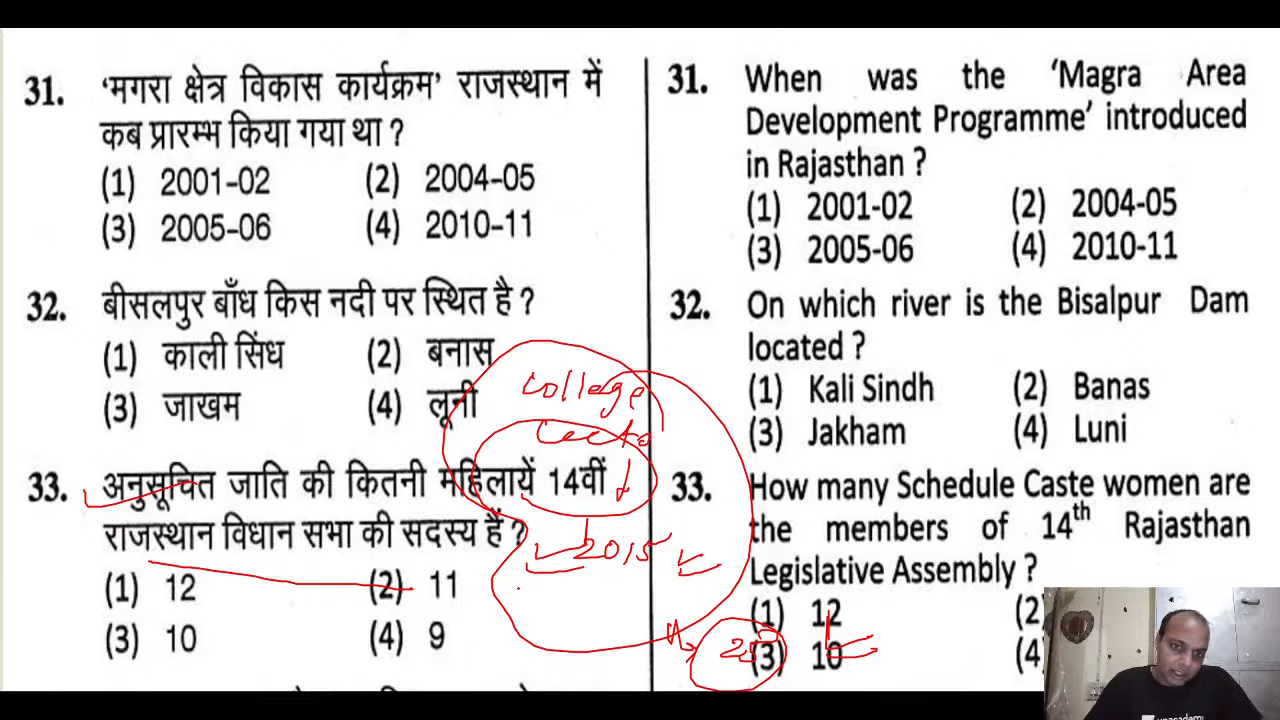 31. 'मगरा क्षेत्र विकास कार्यक्रम' राजस्थान में
कब प्रारम्भ किया गया था ?
(1) 2001-02 (2) 2004-05
(3) 2005-06 (4) 2010-11
32. बीसलपुर बाँध किस नदी पर स्थित है ?
(1) काली सिंध (2) बनास
(3) जाखम (4) लूनी
33. अनुसूचित जाति की कितनी महिलायें 14वीं
राजस्थान विधान सभा की सदस्य हैं ?
(1) 12 (2) 11
(3) 10 (4) 9
college
2015
31. When was the 'Magra Area
Development Programme' introduced
in Rajasthan ?
(1) 2001-02 (2) 2004-05
(3) 2005-06 (4) 2010-11
32. On which river is the Bisalpur Dam
located ?
(1) Kali Sindh (2) Banas
(3) Jakham (4) Luni
33. How many Schedule Caste women are
the members of 14th Rajasthan
Legislative Assembly ?
(1) 12 (2
(3) 10 (4